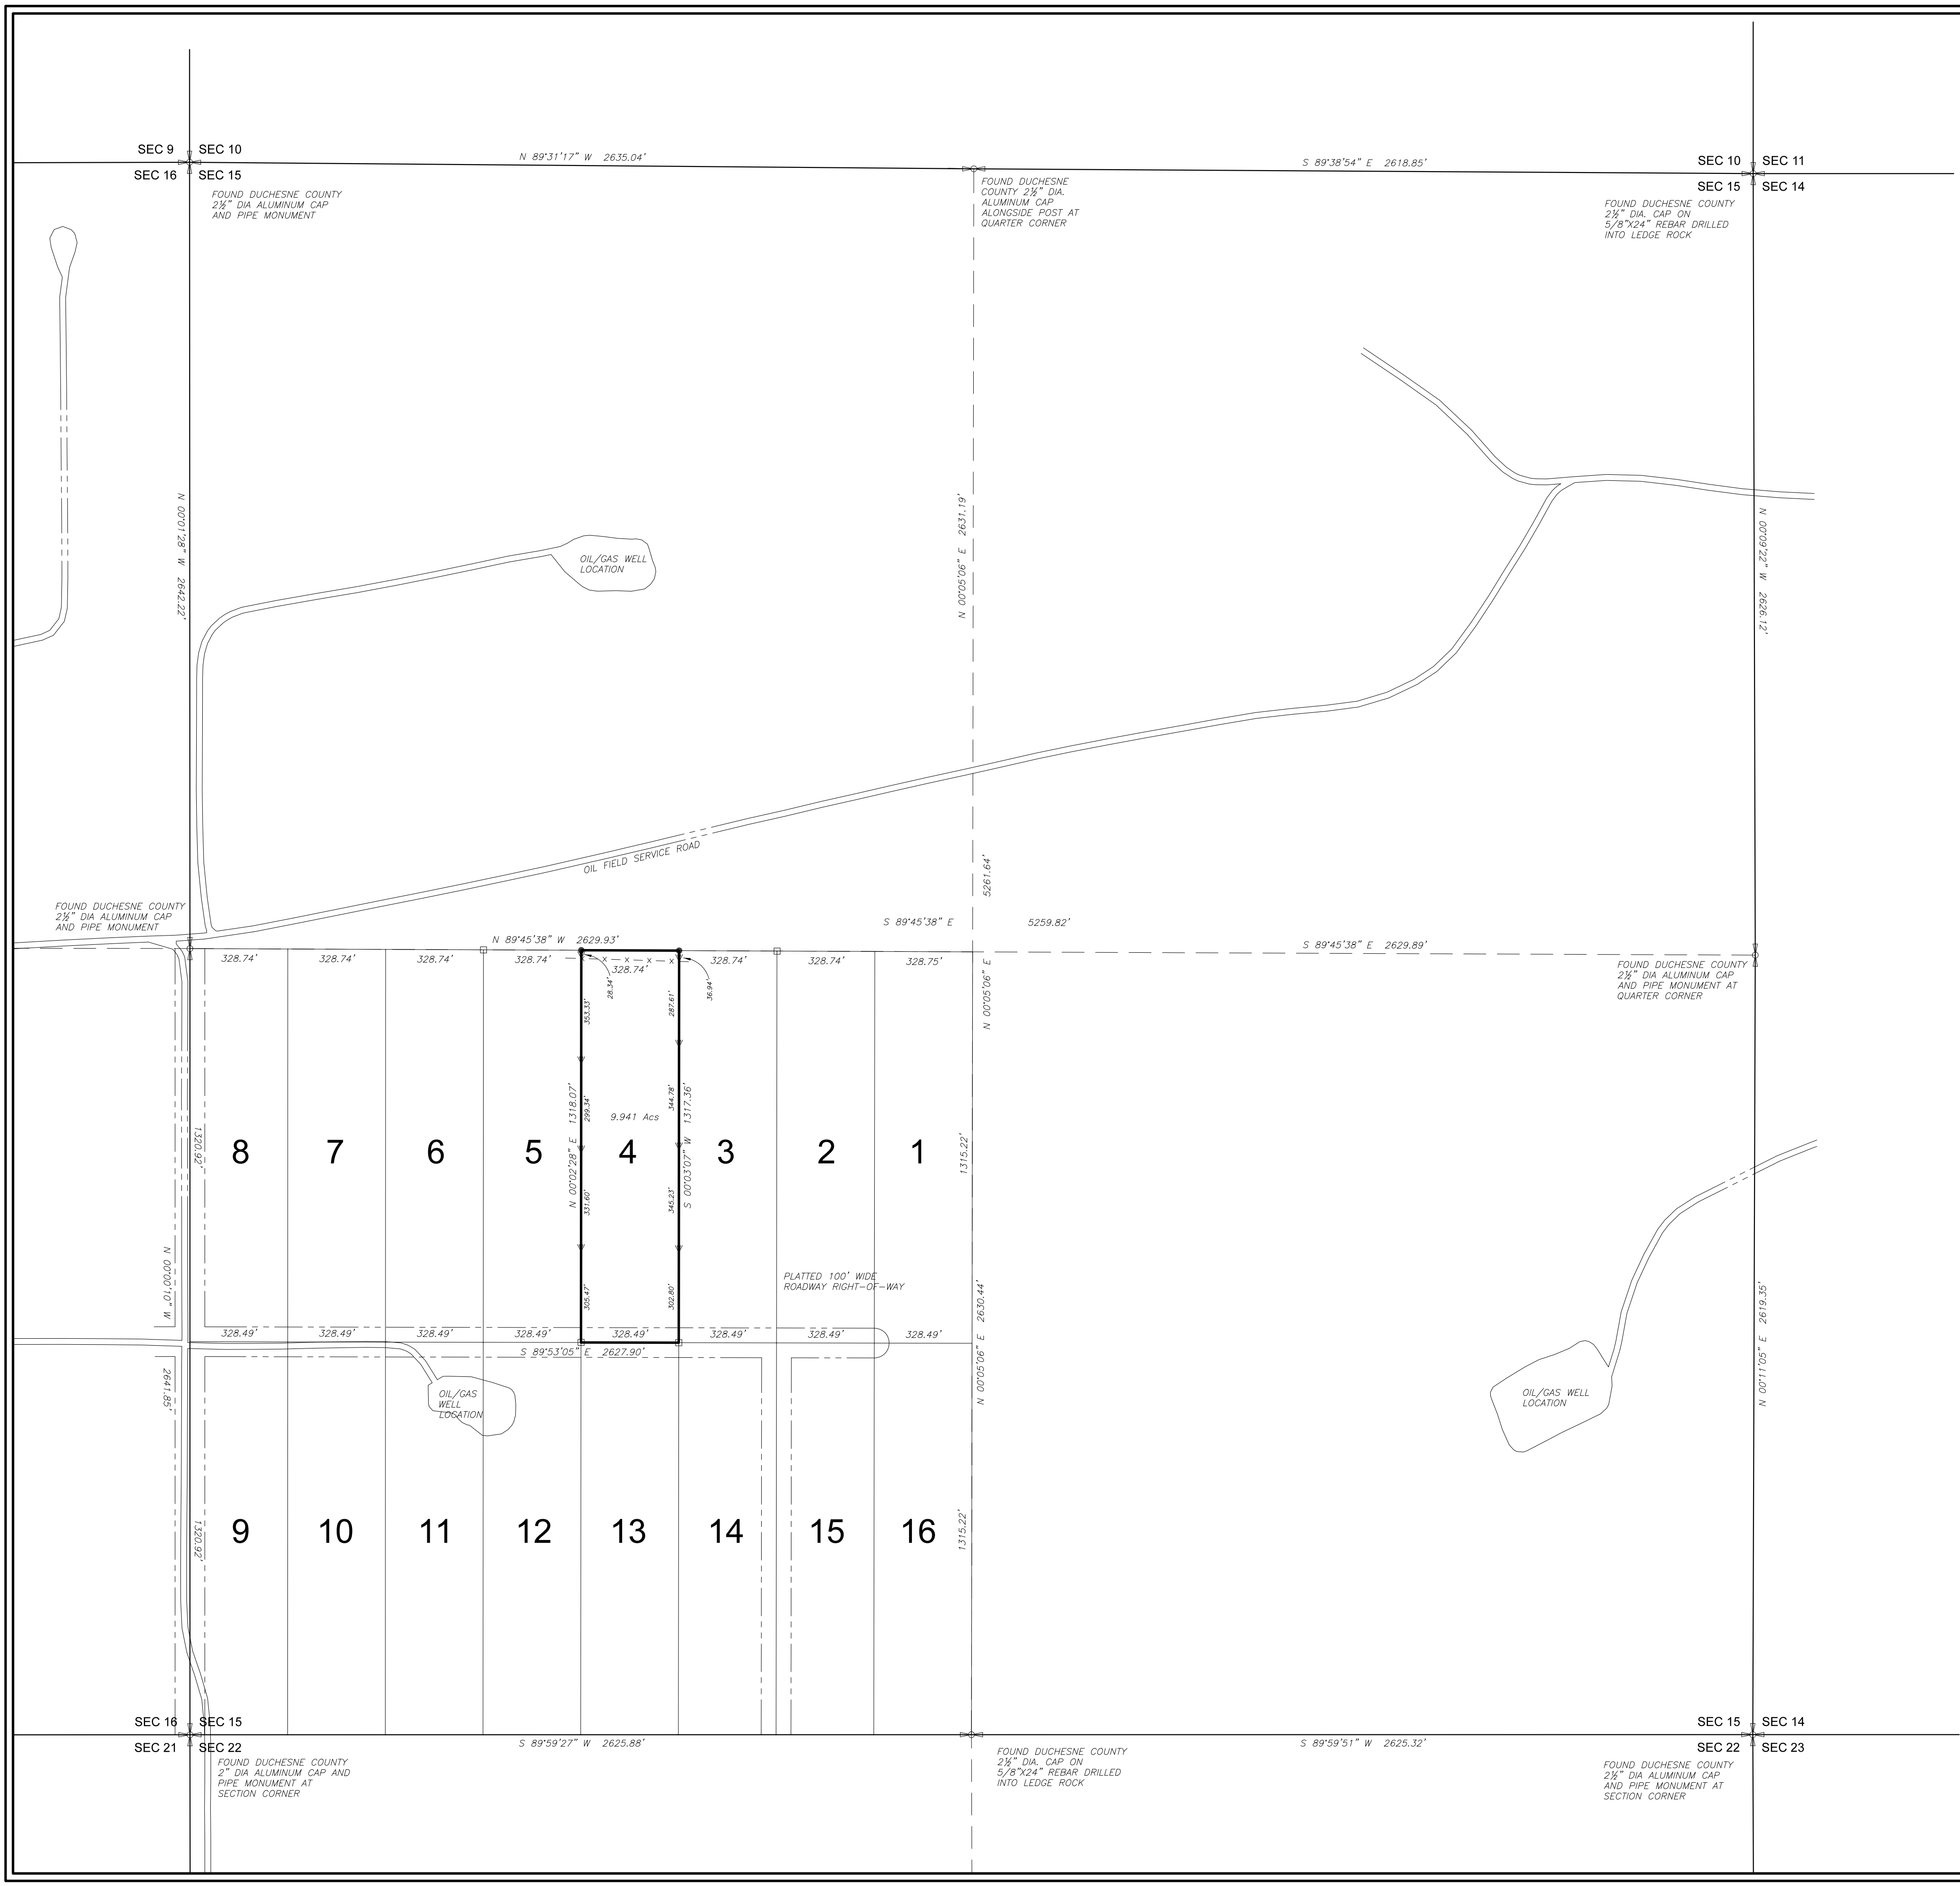 SEC 9 SEC 10
SEC 16 SEC 15
N 89°31'17" W 2635.04'
S 89°38'54" E 2618.85'
SEC 10 SEC 11
SEC 15 SEC 14
FOUND DUCHESNE COUNTY
2½" DIA ALUMINUM CAP
AND PIPE MONUMENT
FOUND DUCHESNE
COUNTY 2½" DIA.
ALUMINUM CAP
ALONGSIDE POST AT
QUARTER CORNER
FOUND DUCHESNE COUNTY
2½" DIA. CAP ON
5/8"X24" REBAR DRILLED
INTO LEDGE ROCK
N 00°01'28" W 2642.22'
N 00°05'06" E 2631.19'
N 00°09'22" W 2626.12'
OIL/GAS WELL
LOCATION
OIL FIELD SERVICE ROAD
5261.64'
FOUND DUCHESNE COUNTY
2½" DIA ALUMINUM CAP
AND PIPE MONUMENT
S 89°45'38" E 5259.82'
N 89°45'38" W 2629.93'
S 89°45'38" E 2629.89'
328.74' 328.74' 328.74' 328.74' 328.74' 328.74' 328.74' 328.75'
X X X X X
FOUND DUCHESNE COUNTY
2½" DIA ALUMINUM CAP
AND PIPE MONUMENT AT
QUARTER CORNER
28.34'
36.94'
353.33'
287.61'
N 00°05'06" E
299.34'
344.78'
N 00°02'28" E 1318.07'
S 00°03'07" W 1317.36'
9.941 Acs
1320.92'
1315.22'
8 7 6 5 4 3 2 1
331.60'
345.23'
305.47'
302.80'
N 00°00'10" W
2641.85'
PLATTED 100' WIDE
ROADWAY RIGHT-OF-WAY
328.49' 328.49' 328.49' 328.49' 328.49' 328.49' 328.49' 328.49'
S 89°53'05" E 2627.90'
N 00°05'06" E 2630.44'
N 00°11'05" E 2619.35'
OIL/GAS
WELL
LOCATION
OIL/GAS WELL
LOCATION
1320.92'
1315.22'
9 10 11 12 13 14 15 16
SEC 16 SEC 15
SEC 21 SEC 22
S 89°59'27" W 2625.88'
S 89°59'51" W 2625.32'
SEC 15 SEC 14
SEC 22 SEC 23
FOUND DUCHESNE COUNTY
2" DIA ALUMINUM CAP AND
PIPE MONUMENT AT
SECTION CORNER
FOUND DUCHESNE COUNTY
2½" DIA. CAP ON
5/8"X24" REBAR DRILLED
INTO LEDGE ROCK
FOUND DUCHESNE COUNTY
2½" DIA ALUMINUM CAP
AND PIPE MONUMENT AT
SECTION CORNER